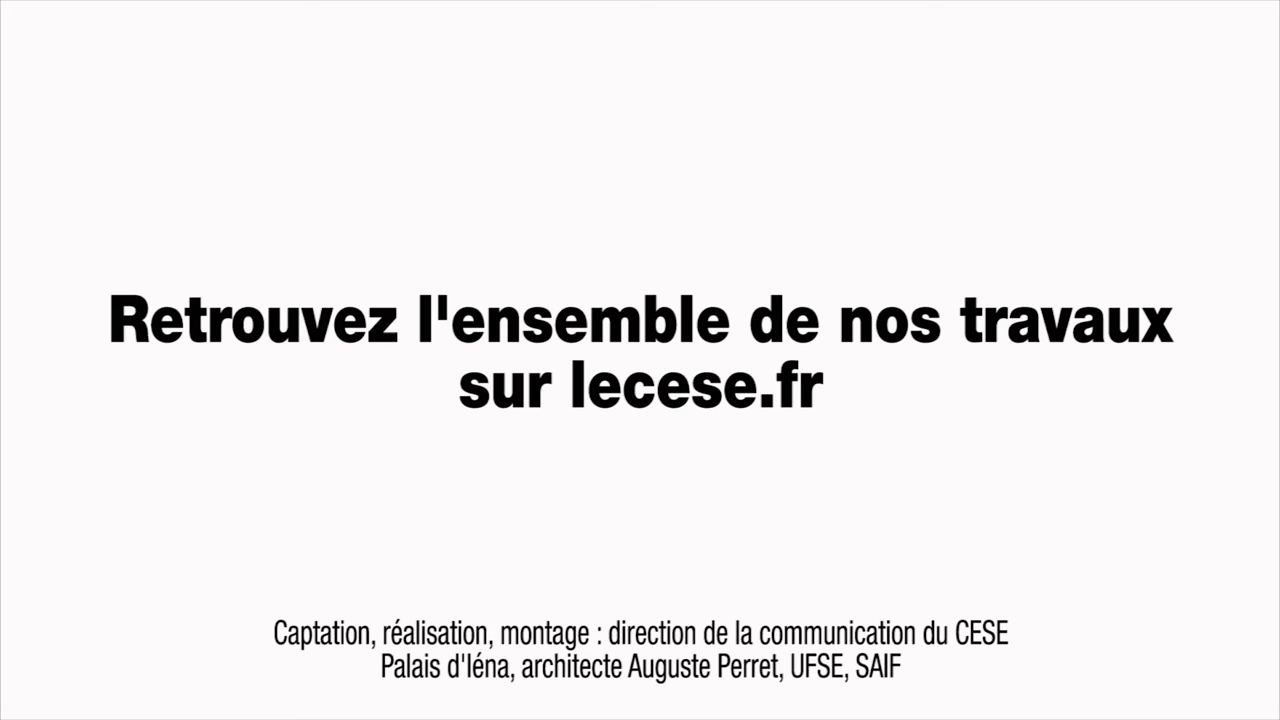 Retrouvez l'ensemble de nos travaux
sur lecese.fr
Captation, réalisation, montage : direction de la communication du CESE
Palais d'Iéna, architecte Auguste Perret, UFSE, SAIF